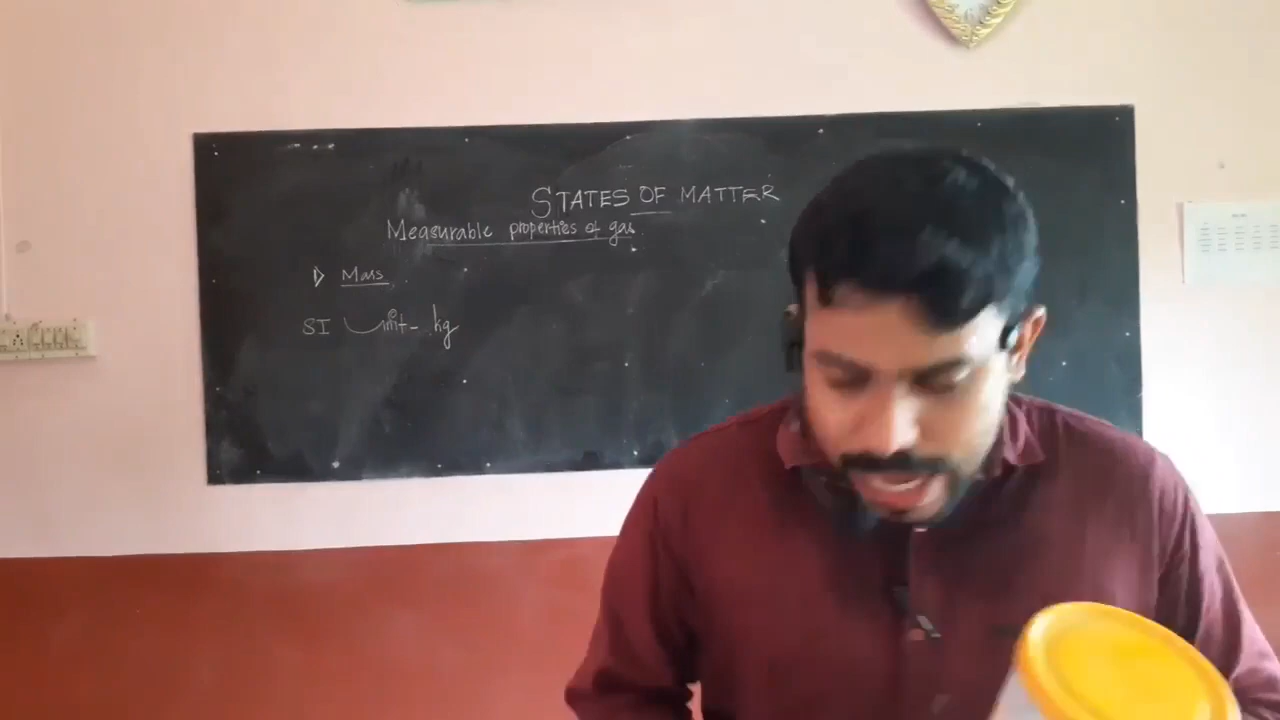 STATES OF MATTER
Measurable properties of gas.
Mass
SI Unit - kg